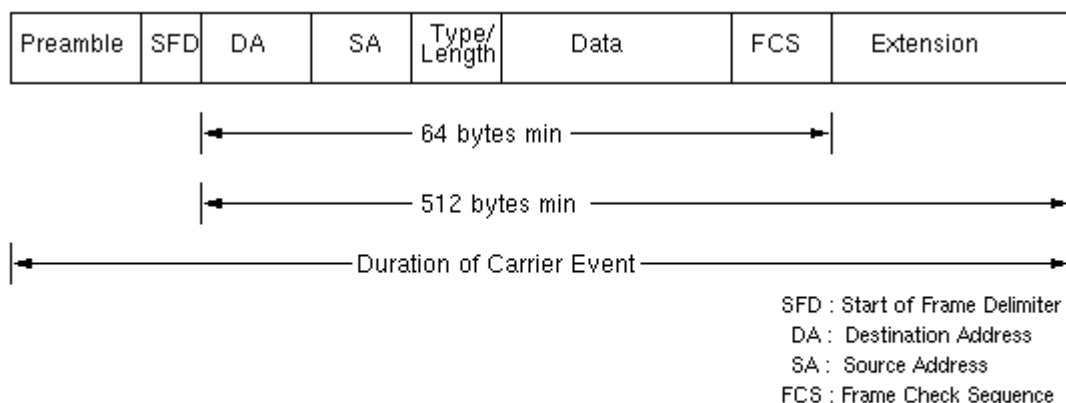 Preamble SFD DA SA Type/Length Data FCS Extension
64 bytes min
512 bytes min
Duration of Carrier Event
SFD : Start of Frame Delimiter
DA : Destination Address
SA : Source Address
FCS : Frame Check Sequence